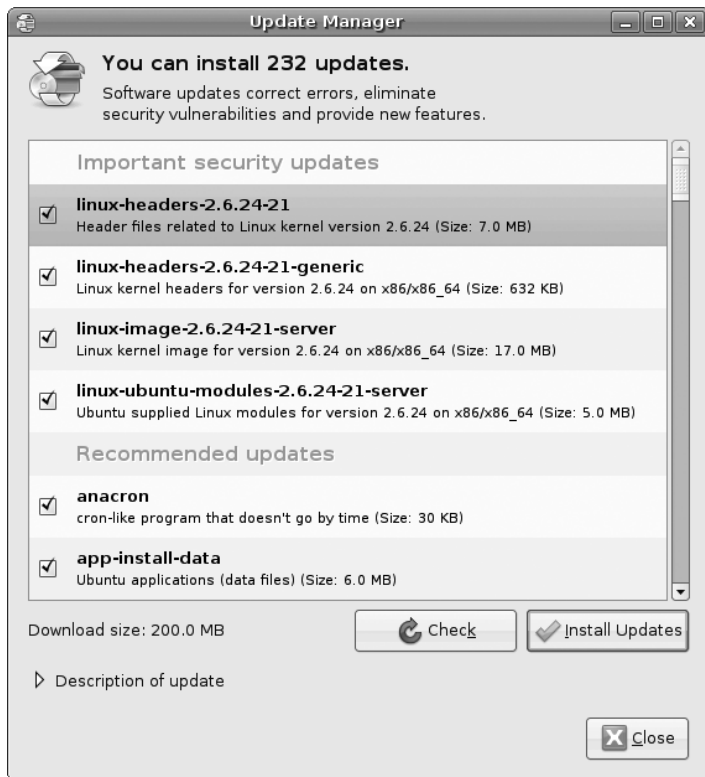 Update Manager
You can install 232 updates.
Software updates correct errors, eliminate
security vulnerabilities and provide new features.
Important security updates
linux-headers-2.6.24-21
Header files related to Linux kernel version 2.6.24 (Size: 7.0 MB)
linux-headers-2.6.24-21-generic
Linux kernel headers for version 2.6.24 on x86/x86_64 (Size: 632 KB)
linux-image-2.6.24-21-server
Linux kernel image for version 2.6.24 on x86/x86_64 (Size: 17.0 MB)
linux-ubuntu-modules-2.6.24-21-server
Ubuntu supplied Linux modules for version 2.6.24 on x86/x86_64 (Size: 5.0 MB)
Recommended updates
anacron
cron-like program that doesn't go by time (Size: 30 KB)
app-install-data
Ubuntu applications (data files) (Size: 6.0 MB)
Download size: 200.0 MB
Check
Install Updates
Description of update
Close